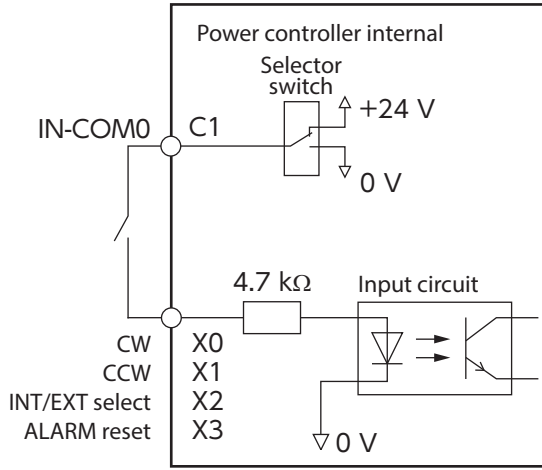 Power controller internal
Selector
switch
+24 V
IN-COM0 C1
0 V
4.7 kΩ Input circuit
CW X0
CCW X1
INT/EXT select X2
ALARM reset X3
0 V